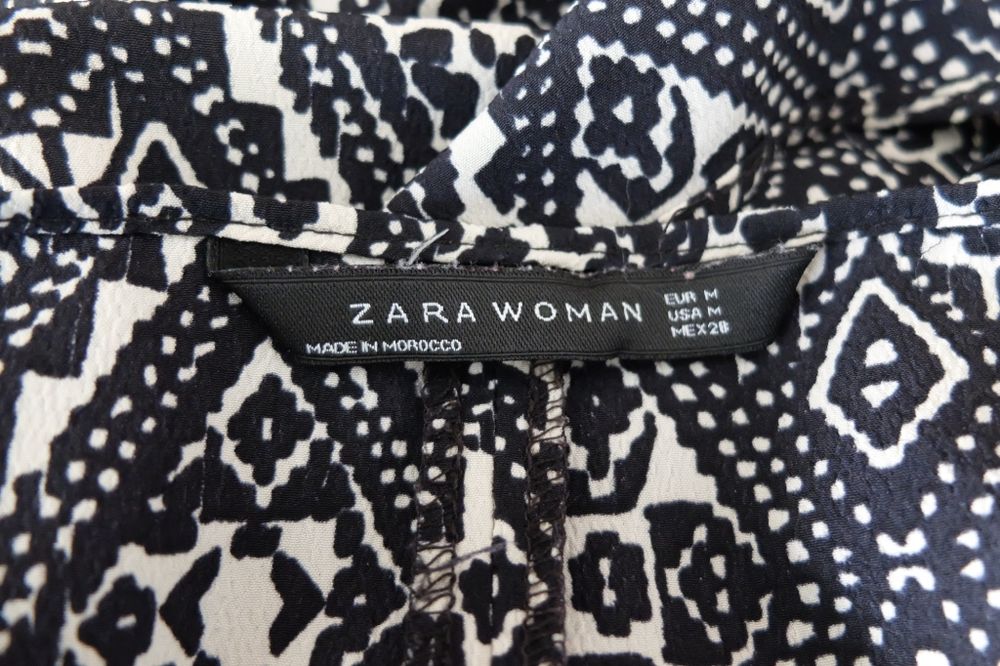 ZARA WOMAN
EUR M
USA M
MEX 28
MADE IN MOROCCO